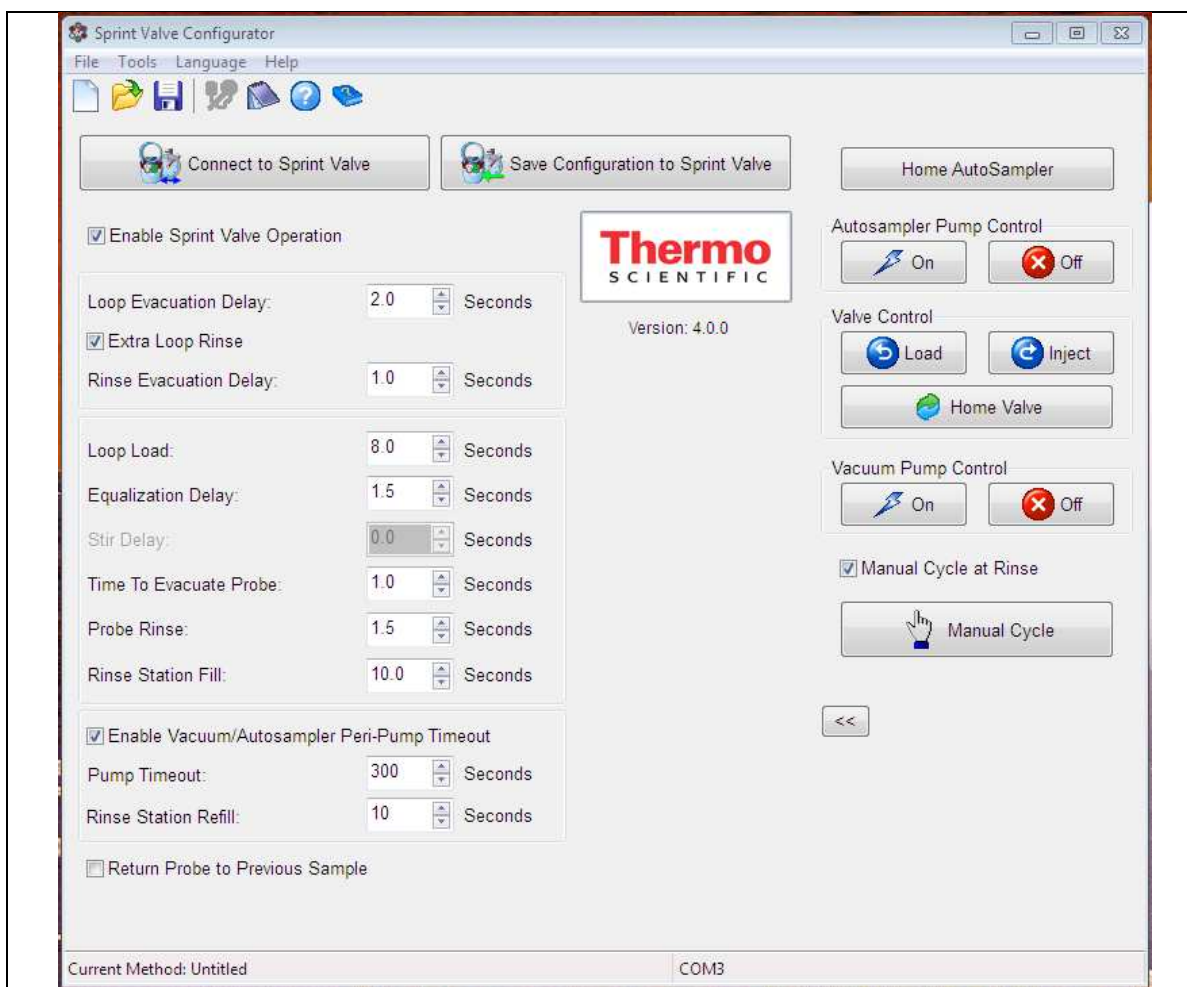 Sprint Valve Configurator
File Tools Language Help
Connect to Sprint Valve
Save Configuration to Sprint Valve
Home AutoSampler
Enable Sprint Valve Operation
Thermo
SCIENTIFIC
Version: 4.0.0
Autosampler Pump Control
On Off
Loop Evacuation Delay: 2.0 Seconds
Extra Loop Rinse
Rinse Evacuation Delay: 1.0 Seconds
Valve Control
Load Inject
Home Valve
Loop Load: 8.0 Seconds
Equalization Delay: 1.5 Seconds
Stir Delay: 0.0 Seconds
Time To Evacuate Probe: 1.0 Seconds
Probe Rinse: 1.5 Seconds
Rinse Station Fill: 10.0 Seconds
Vacuum Pump Control
On Off
Manual Cycle at Rinse
Manual Cycle
<<
Enable Vacuum/Autosampler Peri-Pump Timeout
Pump Timeout: 300 Seconds
Rinse Station Refill: 10 Seconds
Return Probe to Previous Sample
Current Method: Untitled COM3